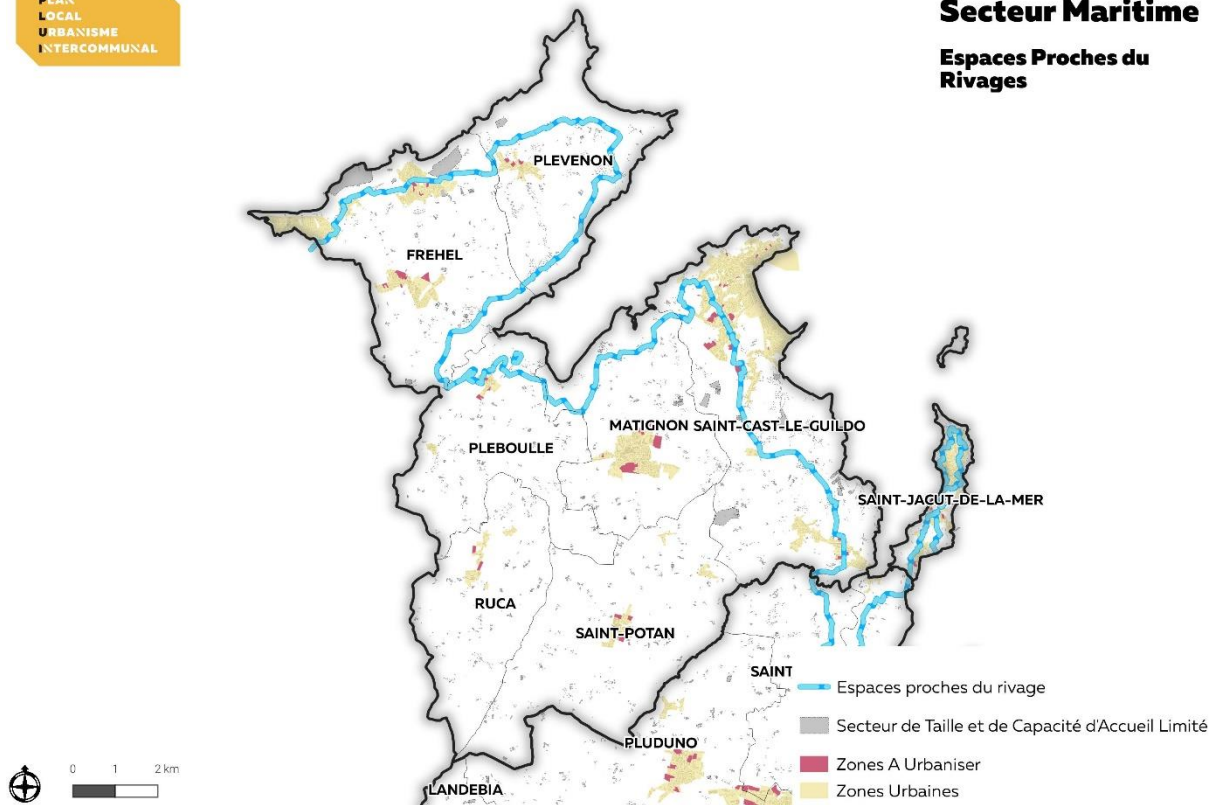 PLAN
LOCAL
URBANISME
INTERCOMMUNAL
Secteur Maritime
Espaces Proches du
Rivages
PLEVENON
FREHEL
MATIGNON
SAINT-CAST-LE-GUILDO
PLEBOULLE
SAINT-JACUT-DE-LA-MER
RUCA
SAINT-POTAN
SAINT
PLUDUNO
LANDEBIA
Espaces proches du rivage
Secteur de Taille et de Capacité d'Accueil Limité
Zones A Urbaniser
Zones Urbaines
0 1 2 km